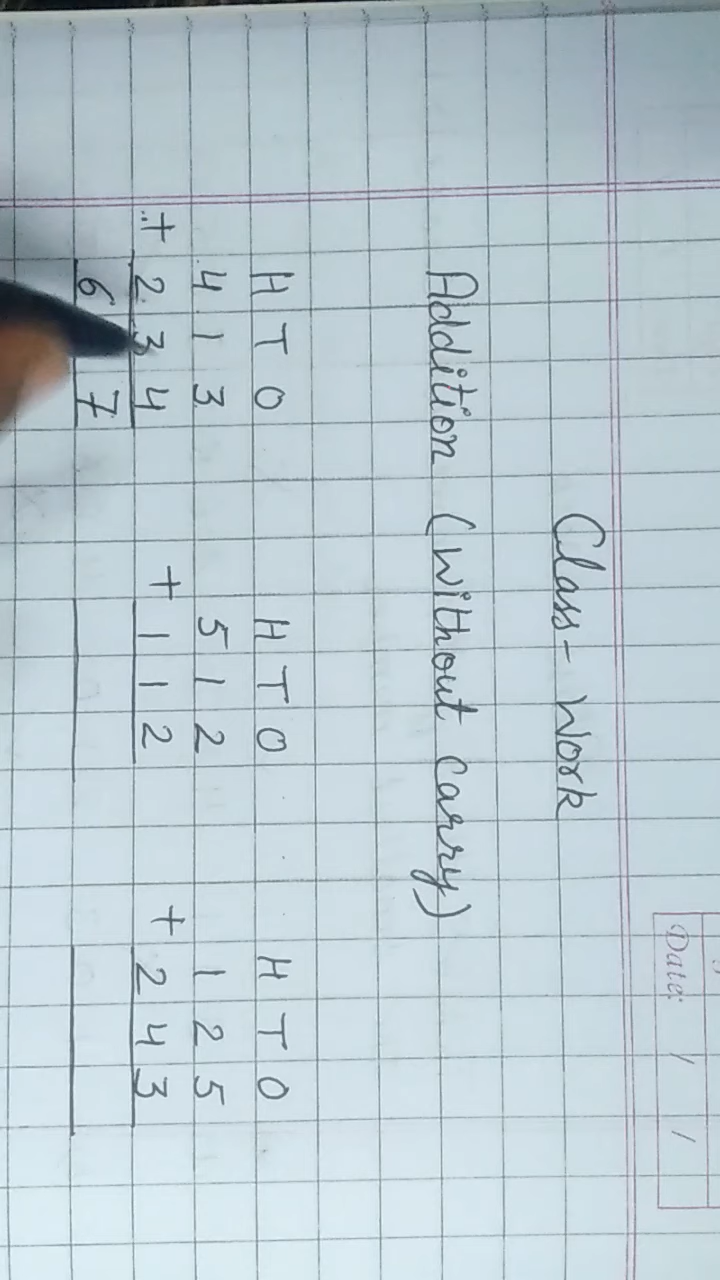 Date: / /
Class-Work
Addition (Without Carry)
H T O H T O H T O
4 1 3 5 1 2 1 2 5
+ 2 3 4 + 1 1 2 + 2 4 3
6 7